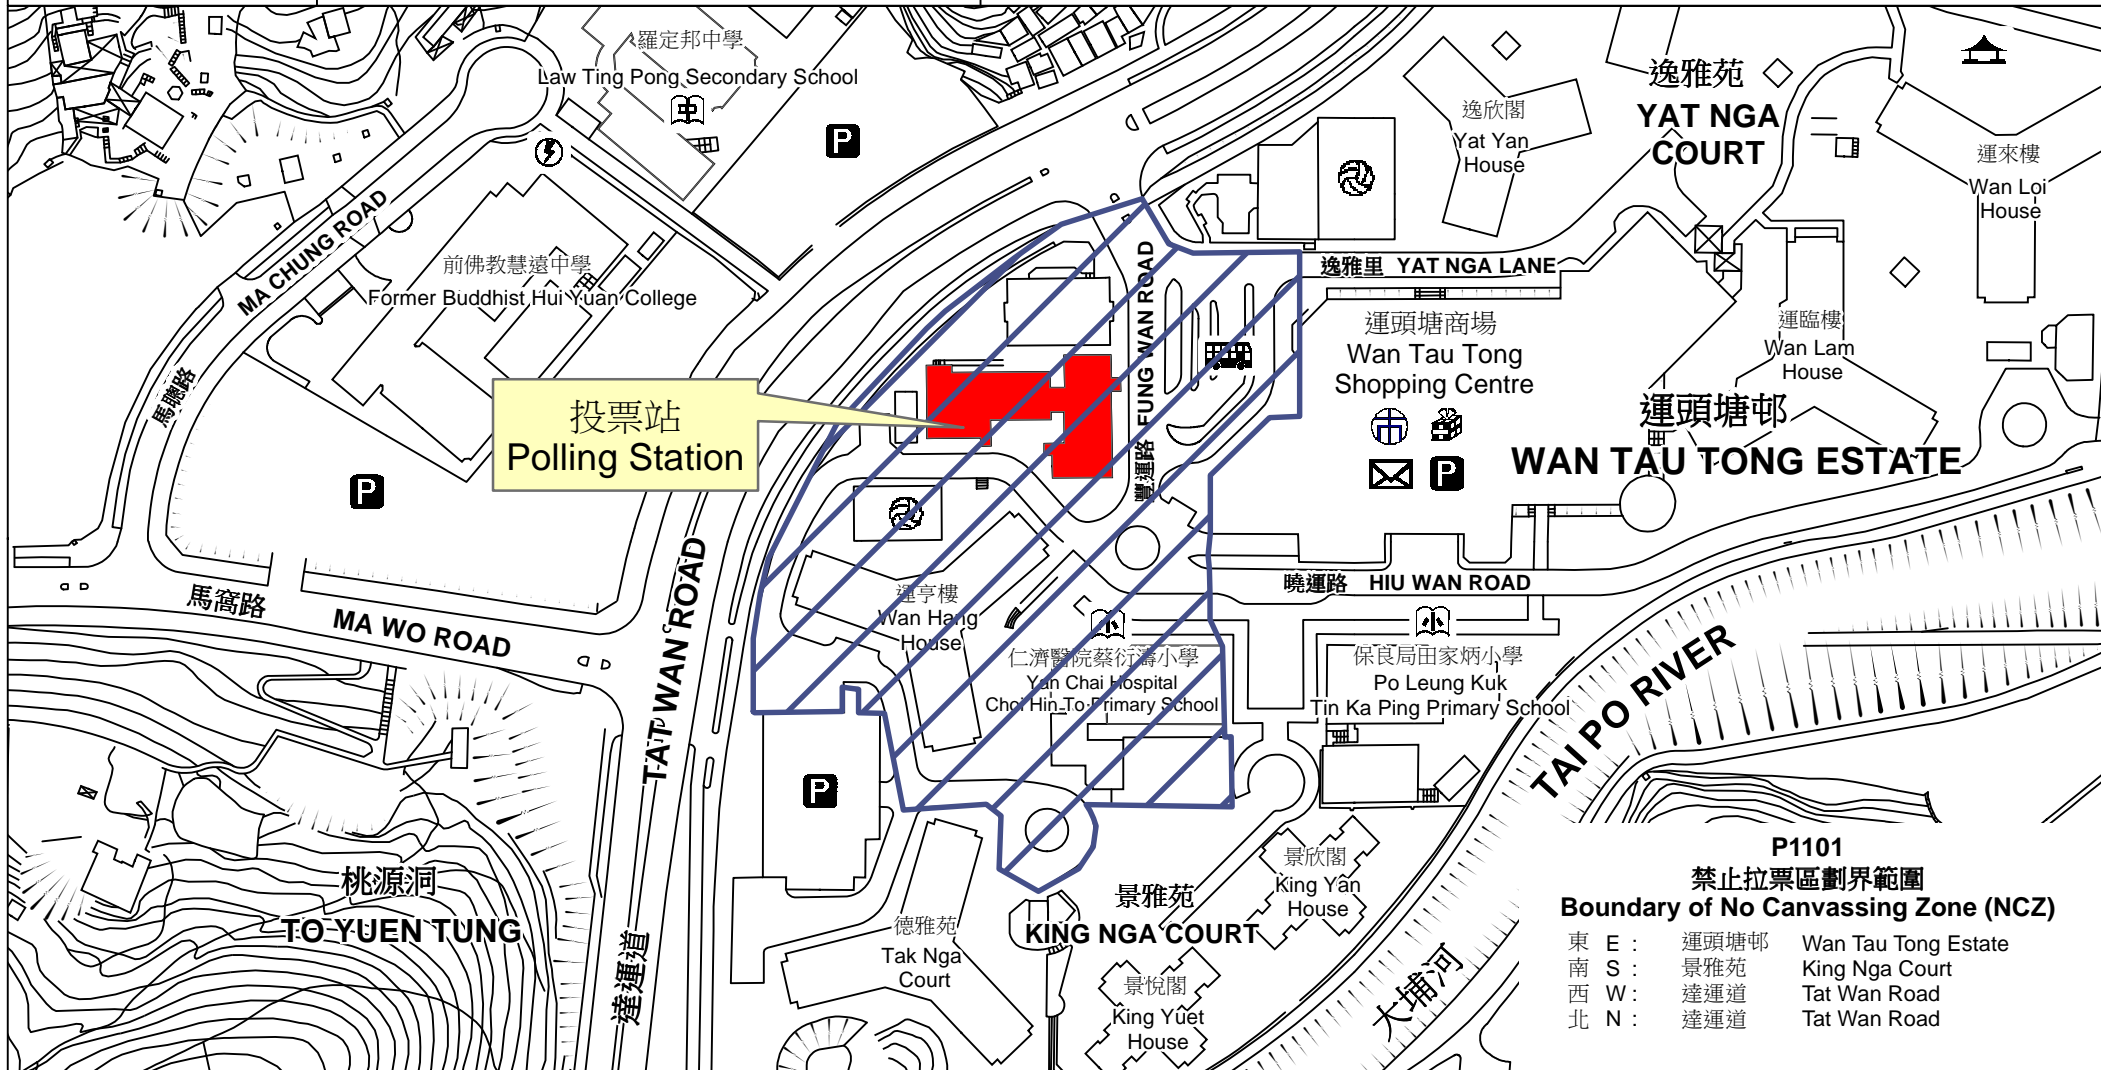 羅定邦中學
Law Ting Pong Secondary School
中
P
逸欣閣
Yat Yan
House
逸雅苑
YAT NGA
COURT
運來樓
Wan Loi
House
馬聰路
MA CHUNG ROAD
前佛教慧遠中學
Former Buddhist Hui Yuan College
逸雅里 YAT NGA LANE
豐運路 FUNG WAN ROAD
運頭塘商場
Wan Tau Tong
Shopping Centre
運臨樓
Wan Lam
House
投票站
Polling Station
P
P
運頭塘邨
WAN TAU TONG ESTATE
馬窩路 MA WO ROAD
達運道 TAT WAN ROAD
運亨樓
Wan Hang
House
曉運路 HIU WAN ROAD
小
仁濟醫院蔡衍濤小學
Yan Chai Hospital
Choi Hin To Primary School
小
保良局田家炳小學
Po Leung Kuk
Tin Ka Ping Primary School
大埔河 TAI PO RIVER
P
桃源洞
TO YUEN TUNG
德雅苑
Tak Nga
Court
景雅苑
KING NGA COURT
景欣閣
King Yan
House
景悅閣
King Yuet
House
P1101
禁止拉票區劃界範圍
Boundary of No Canvassing Zone (NCZ)
東 E : 運頭塘邨 Wan Tau Tong Estate
南 S : 景雅苑 King Nga Court
西 W : 達運道 Tat Wan Road
北 N : 達運道 Tat Wan Road